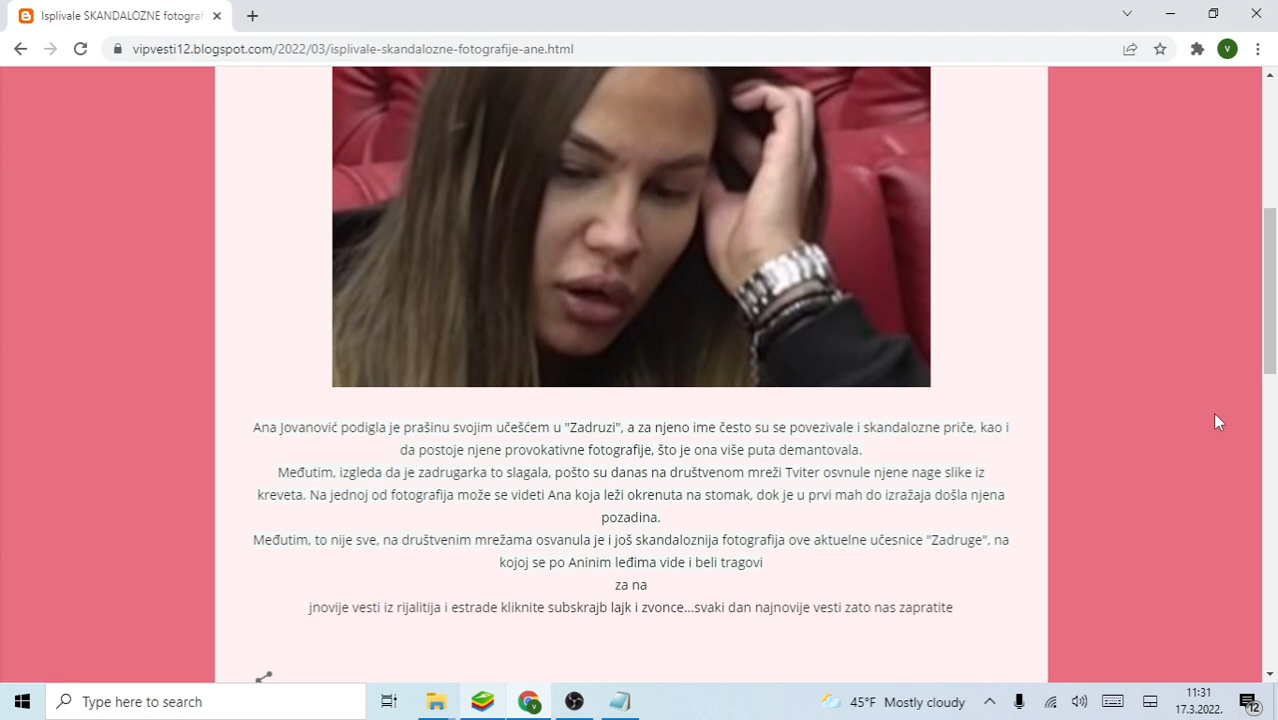 Isplivale SKANDALOZNE fotograf
vipvesti12.blogspot.com/2022/03/isplivale-skandalozne-fotografije-ane.html
V
Ana Jovanović podigla je prašinu svojim učešćem u "Zadruzi", a za njeno ime često su se povezivale i skandalozne priče, kao i
da postoje njene provokativne fotografije, što je ona više puta demantovala.
Međutim, izgleda da je zadrugarka to slagala, pošto su danas na društvenom mreži Tviter osvnule njene nage slike iz
kreveta. Na jednoj od fotografija može se videti Ana koja leži okrenuta na stomak, dok je u prvi mah do izražaja došla njena
pozadina.
Međutim, to nije sve, na društvenim mrežama osvanula je i još skandaloznija fotografija ove aktuelne učesnice "Zadruge", na
kojoj se po Aninim leđima vide i beli tragovi
za na
jnovije vesti iz rijalitija i estrade kliknite subskrajb lajk i zvonce...svaki dan najnovije vesti zato nas zapratite
Type here to search
45°F Mostly cloudy
11:31
17.3.2022.
12